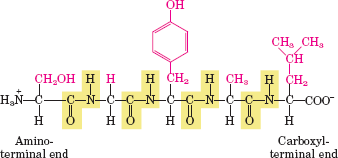 OH
CH₃ CH₃
CH
CH₂OH H H H CH₂ H CH₃ H CH₂
H₃N⁺ C C N C C N C C N C C N C COO⁻
H O H O H O H O H
Amino-
terminal end
Carboxyl-
terminal end